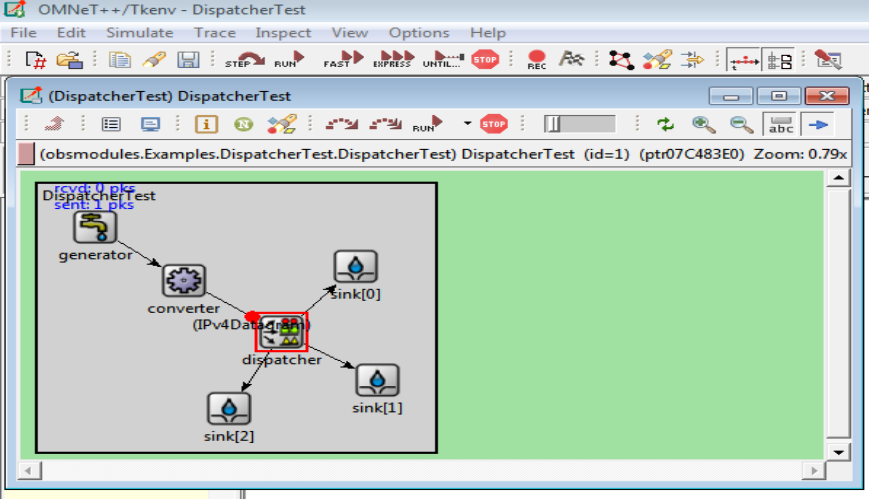 OMNeT++/Tkenv - DispatcherTest
File Edit Simulate Trace Inspect View Options Help
STEP RUN FAST EXPRESS UNTIL... STOP REC
(DispatcherTest) DispatcherTest
RUN STOP abc
(obsmodules.Examples.DispatcherTest.DispatcherTest) DispatcherTest (id=1) (ptr07C483E0) Zoom: 0.79x
rcvd: 0 pks
DispatcherTest
sent: 1 pks
generator
sink[0]
converter
(IPv4Datagram)
dispatcher
sink[1]
sink[2]